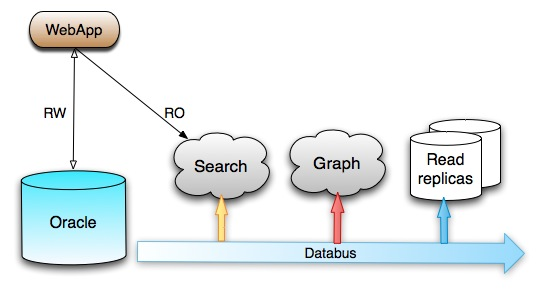 WebApp
RW
RO
Search
Graph
Read
replicas
Oracle
Databus